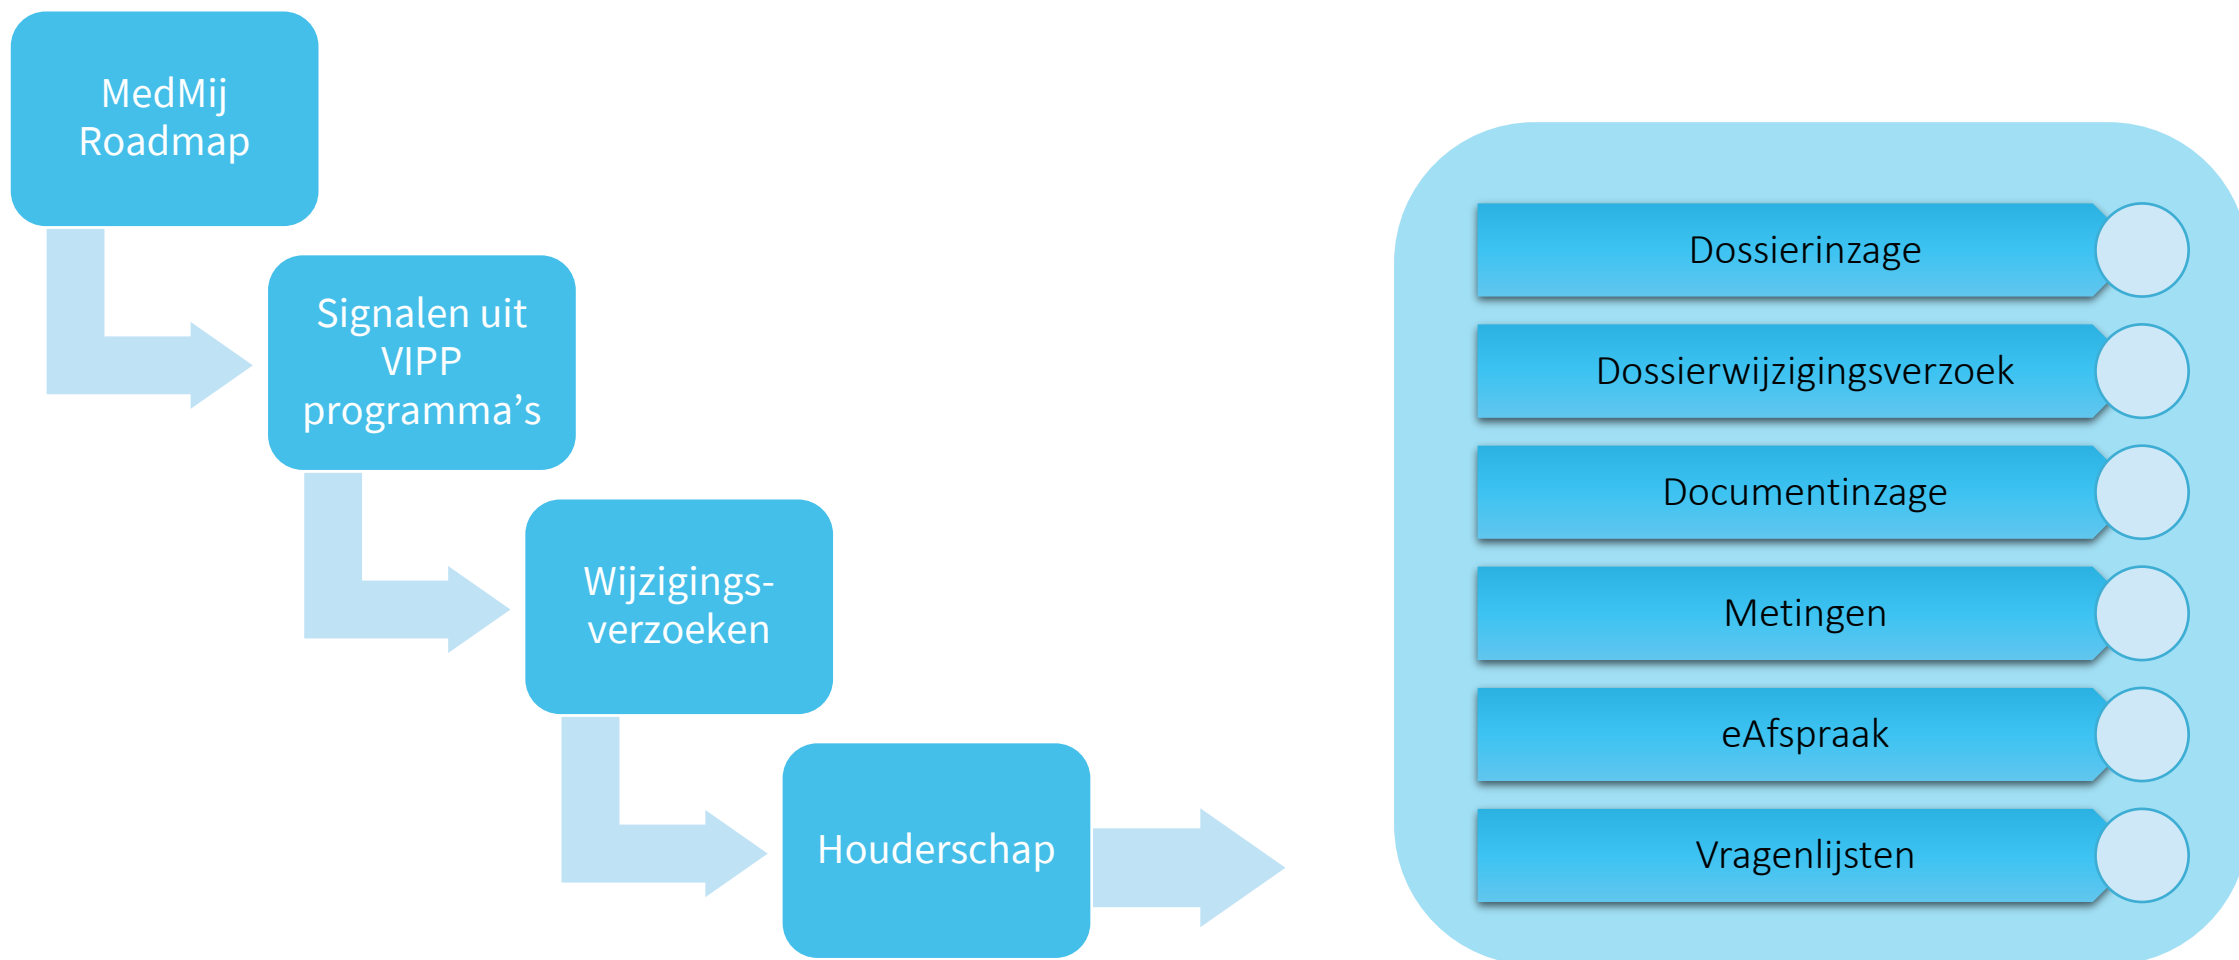 MedMij
Roadmap
Signalen uit
VIPP
programma’s
Wijzigings-
verzoeken
Houderschap
Dossierinzage
Dossierwijzigingsverzoek
Documentinzage
Metingen
eAfspraak
Vragenlijsten